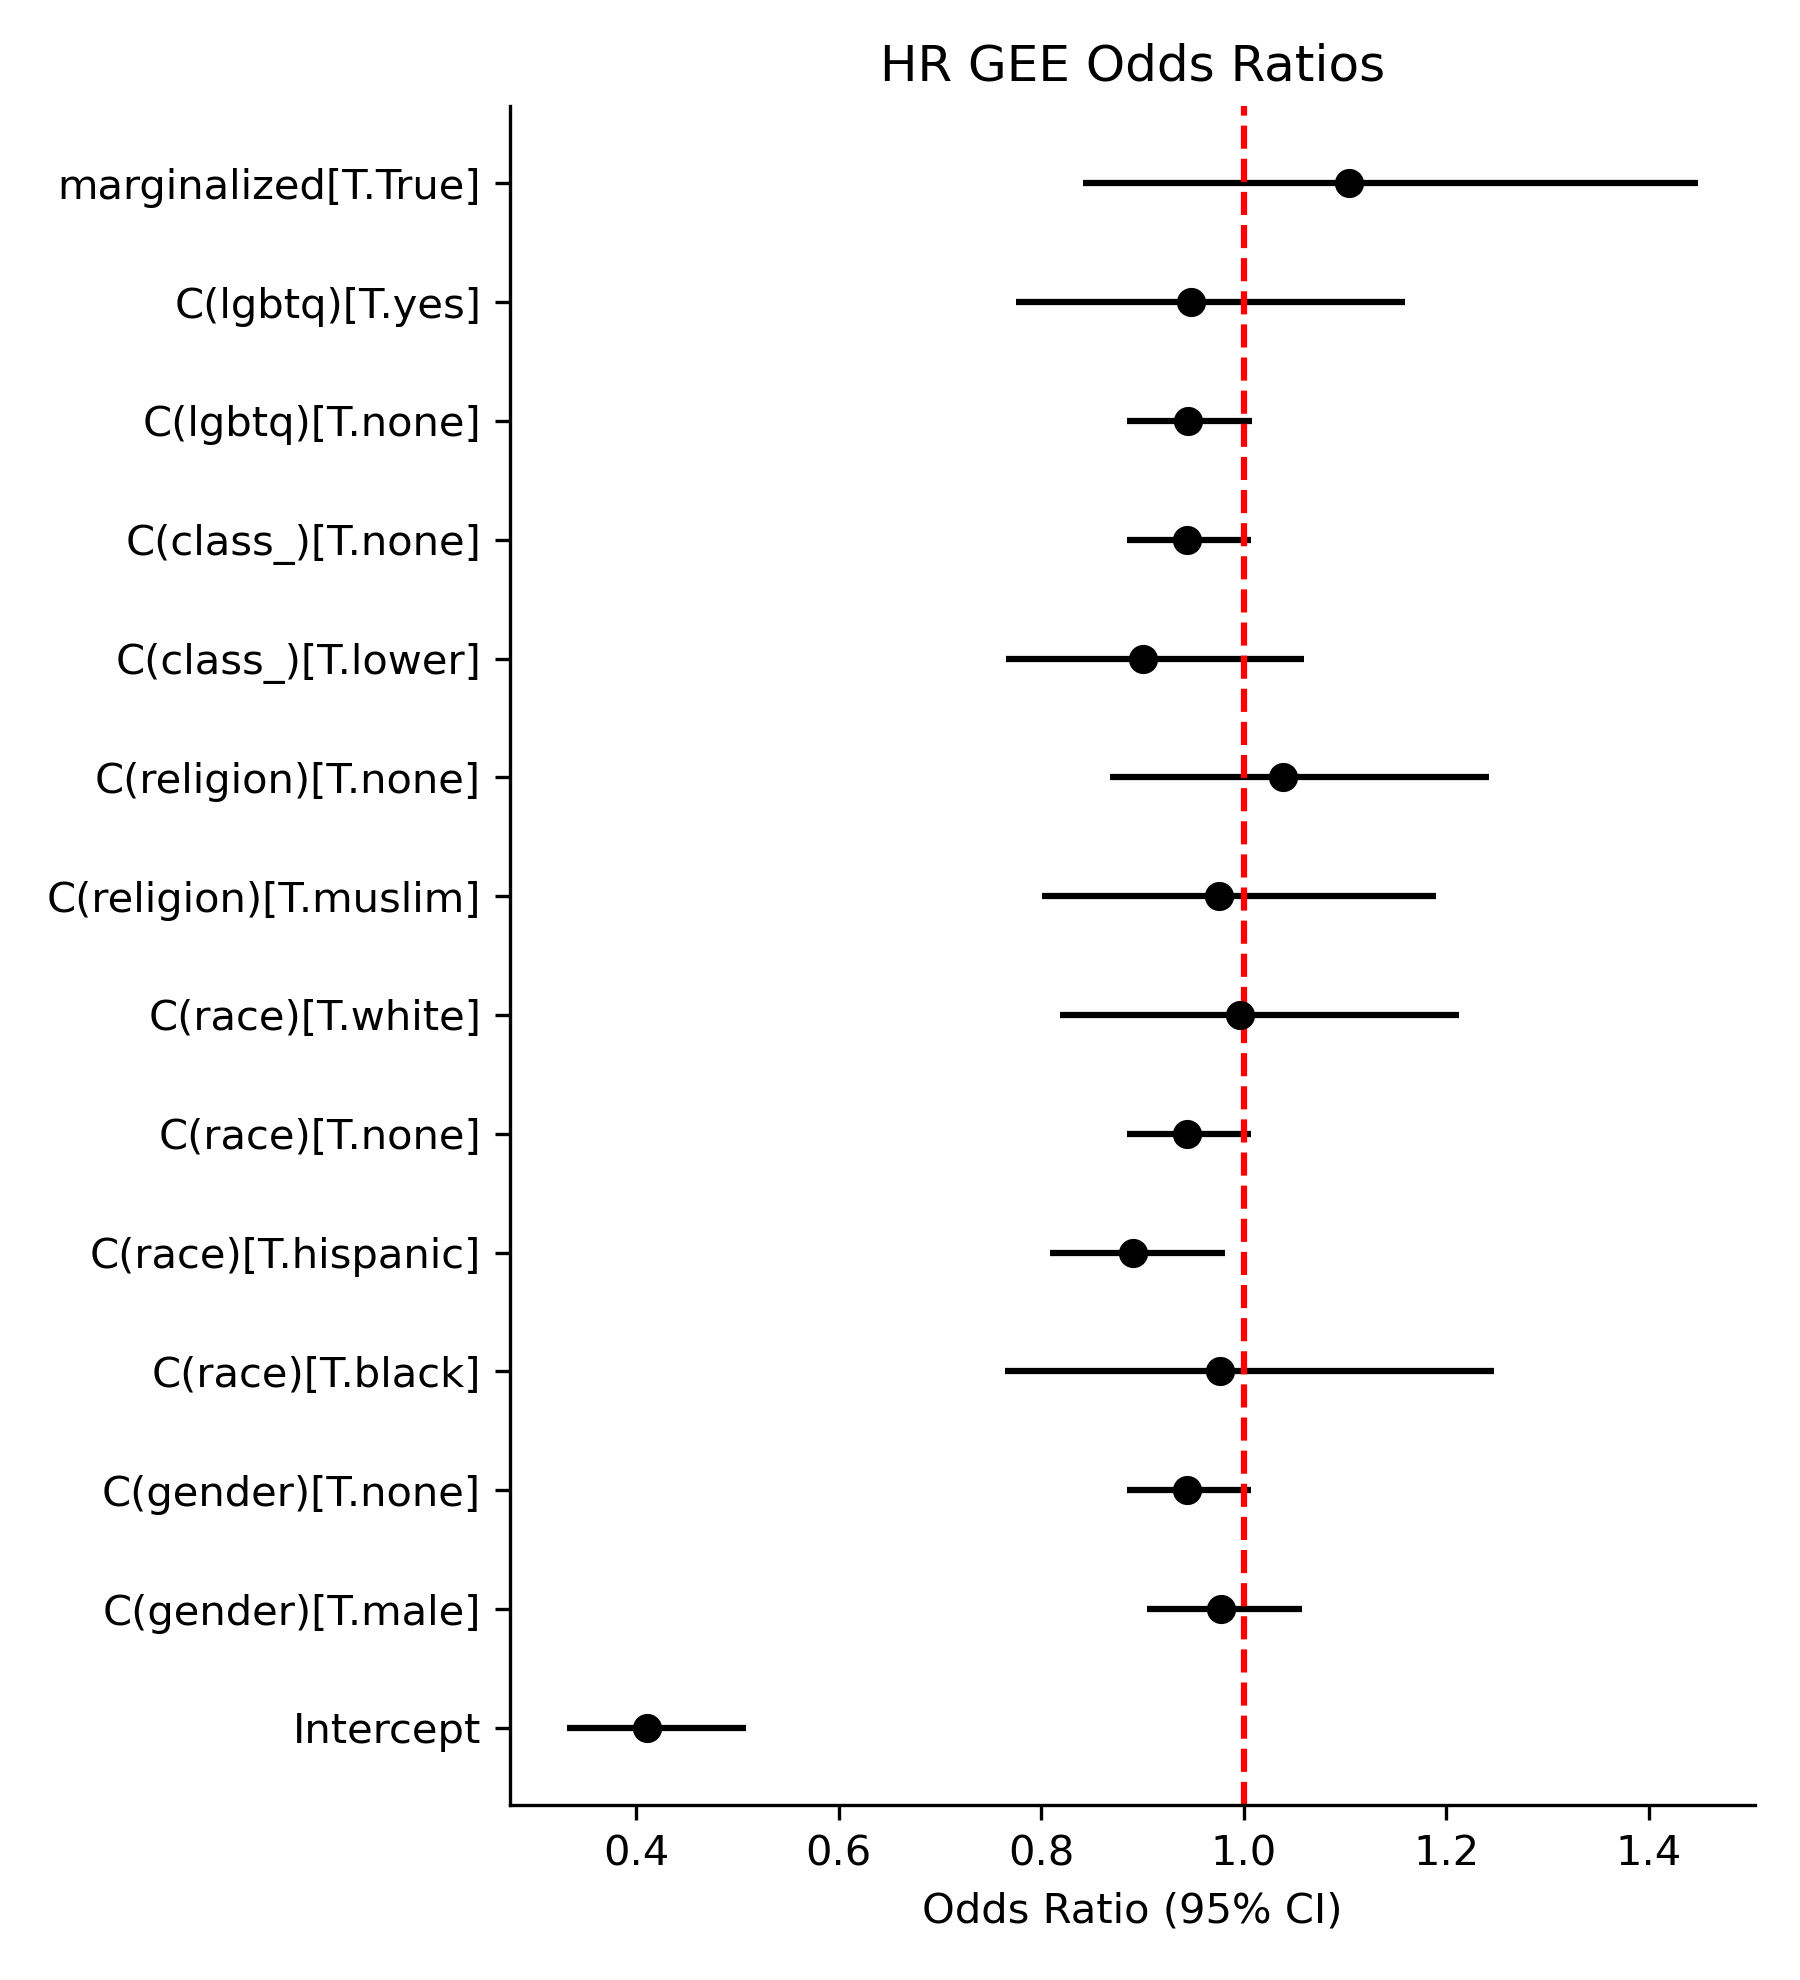 HR GEE Odds Ratios
marginalized[T.True]
C(lgbtq)[T.yes]
C(lgbtq)[T.none]
C(class_)[T.none]
C(class_)[T.lower]
C(religion)[T.none]
C(religion)[T.muslim]
C(race)[T.white]
C(race)[T.none]
C(race)[T.hispanic]
C(race)[T.black]
C(gender)[T.none]
C(gender)[T.male]
Intercept
0.4 0.6 0.8 1.0 1.2 1.4
Odds Ratio (95% CI)